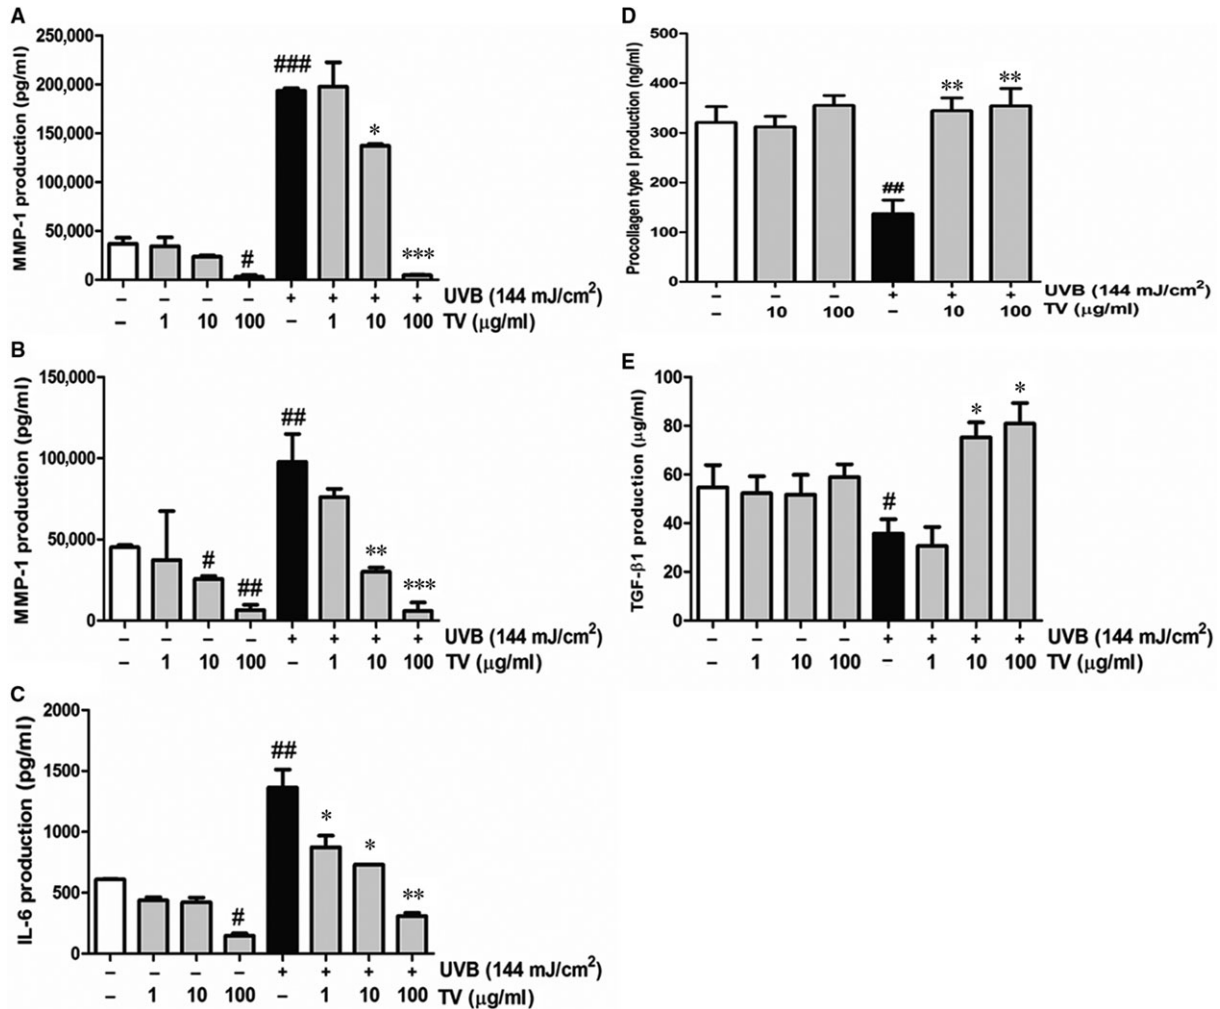 A
MMP-1 production (pg/ml)
250,000
200,000
150,000
100,000
50,000
0
###
*
#
***
– – – – + + + + UVB (144 mJ/cm²)
– 1 10 100 – 1 10 100 TV (μg/ml)
B
MMP-1 production (pg/ml)
150,000
100,000
50,000
0
##
#
**
##
***
– – – – + + + + UVB (144 mJ/cm²)
– 1 10 100 – 1 10 100 TV (μg/ml)
C
IL-6 production (pg/ml)
2000
1500
1000
500
0
##
*
*
#
**
– – – – + + + + UVB (144 mJ/cm²)
– 1 10 100 – 1 10 100 TV (μg/ml)
D
Procollagen type I production (ng/ml)
500
400
300
200
100
0
** **
##
– – – + + + UVB (144 mJ/cm²)
– 10 100 – 10 100 TV (μg/ml)
E
TGF-β1 production (μg/ml)
100
80
60
40
20
0
*
*
#
– – – – + + + + UVB (144 mJ/cm²)
– 1 10 100 – 1 10 100 TV (μg/ml)